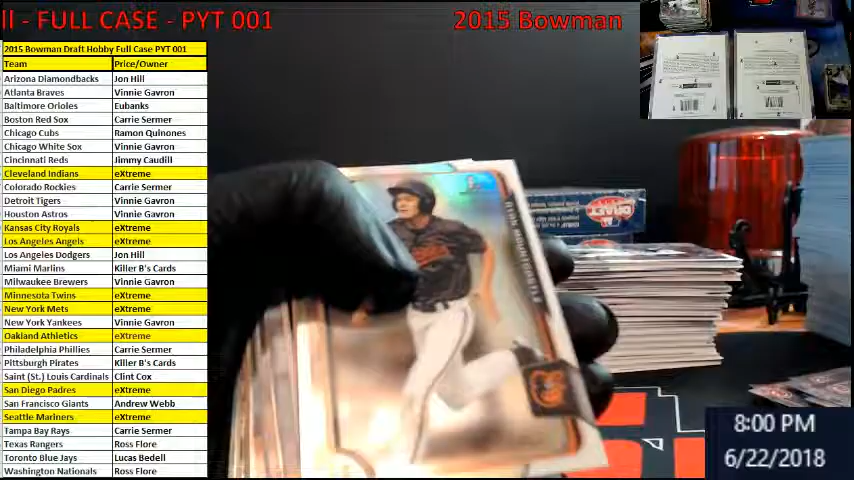 ll - FULL CASE - PYT 001
2015 Bowman
2015 Bowman Draft Hobby Full Case PYT 001
Team Price/Owner
Arizona Diamondbacks Jon Hill
Atlanta Braves Vinnie Gavron
Baltimore Orioles Eubanks
Boston Red Sox Carrie Sermer
Chicago Cubs Ramon Quinones
Chicago White Sox Vinnie Gavron
Cincinnati Reds Jimmy Caudill
Cleveland Indians eXtreme
Colorado Rockies Carrie Sermer
Detroit Tigers Vinnie Gavron
Houston Astros Vinnie Gavron
Kansas City Royals eXtreme
Los Angeles Angels eXtreme
Los Angeles Dodgers Jon Hill
Miami Marlins Killer B's Cards
Milwaukee Brewers Vinnie Gavron
Minnesota Twins eXtreme
New York Mets eXtreme
New York Yankees Vinnie Gavron
Oakland Athletics eXtreme
Philadelphia Phillies Carrie Sermer
Pittsburgh Pirates Killer B's Cards
Saint (St.) Louis Cardinals Clint Cox
San Diego Padres eXtreme
San Francisco Giants Andrew Webb
Seattle Mariners eXtreme
Tampa Bay Rays Carrie Sermer
Texas Rangers Ross Flore
Toronto Blue Jays Lucas Bedell
Washington Nationals Ross Flore
RYAN MOUNTCASTLE
DRAFT
8:00 PM
6/22/2018